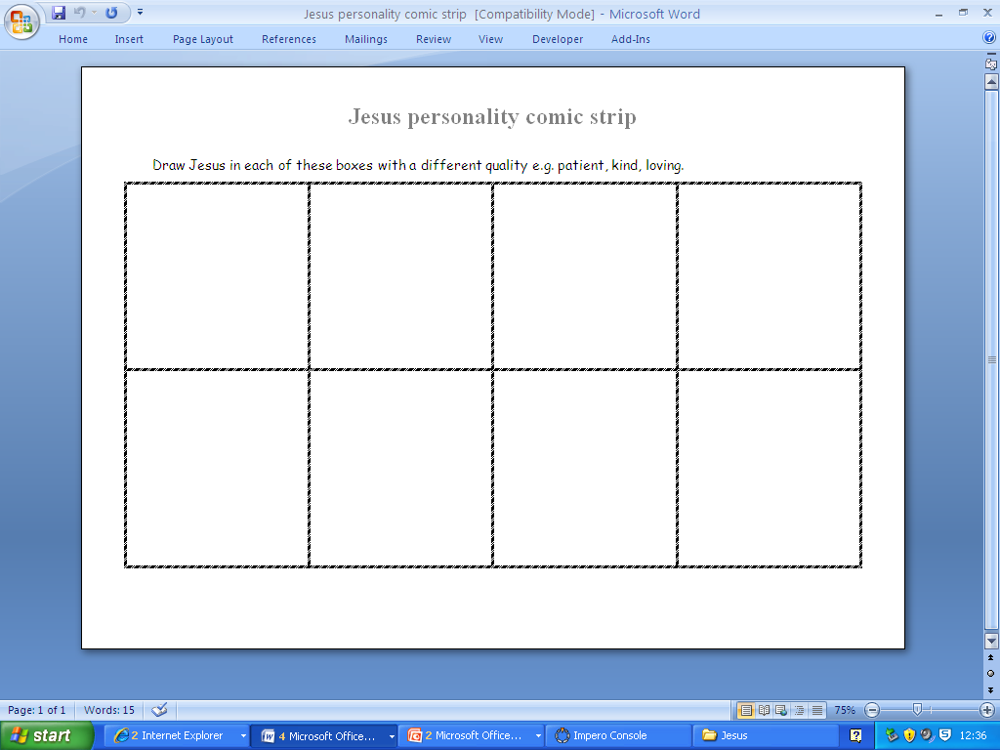 Jesus personality comic strip [Compatibility Mode] - Microsoft Word
Home Insert Page Layout References Mailings Review View Developer Add-Ins
Jesus personality comic strip
Draw Jesus in each of these boxes with a different quality e.g. patient, kind, loving.
Page: 1 of 1 Words: 15 75%
start 2 Internet Explorer 4 Microsoft Office... 2 Microsoft Office... Impero Console Jesus 12:36